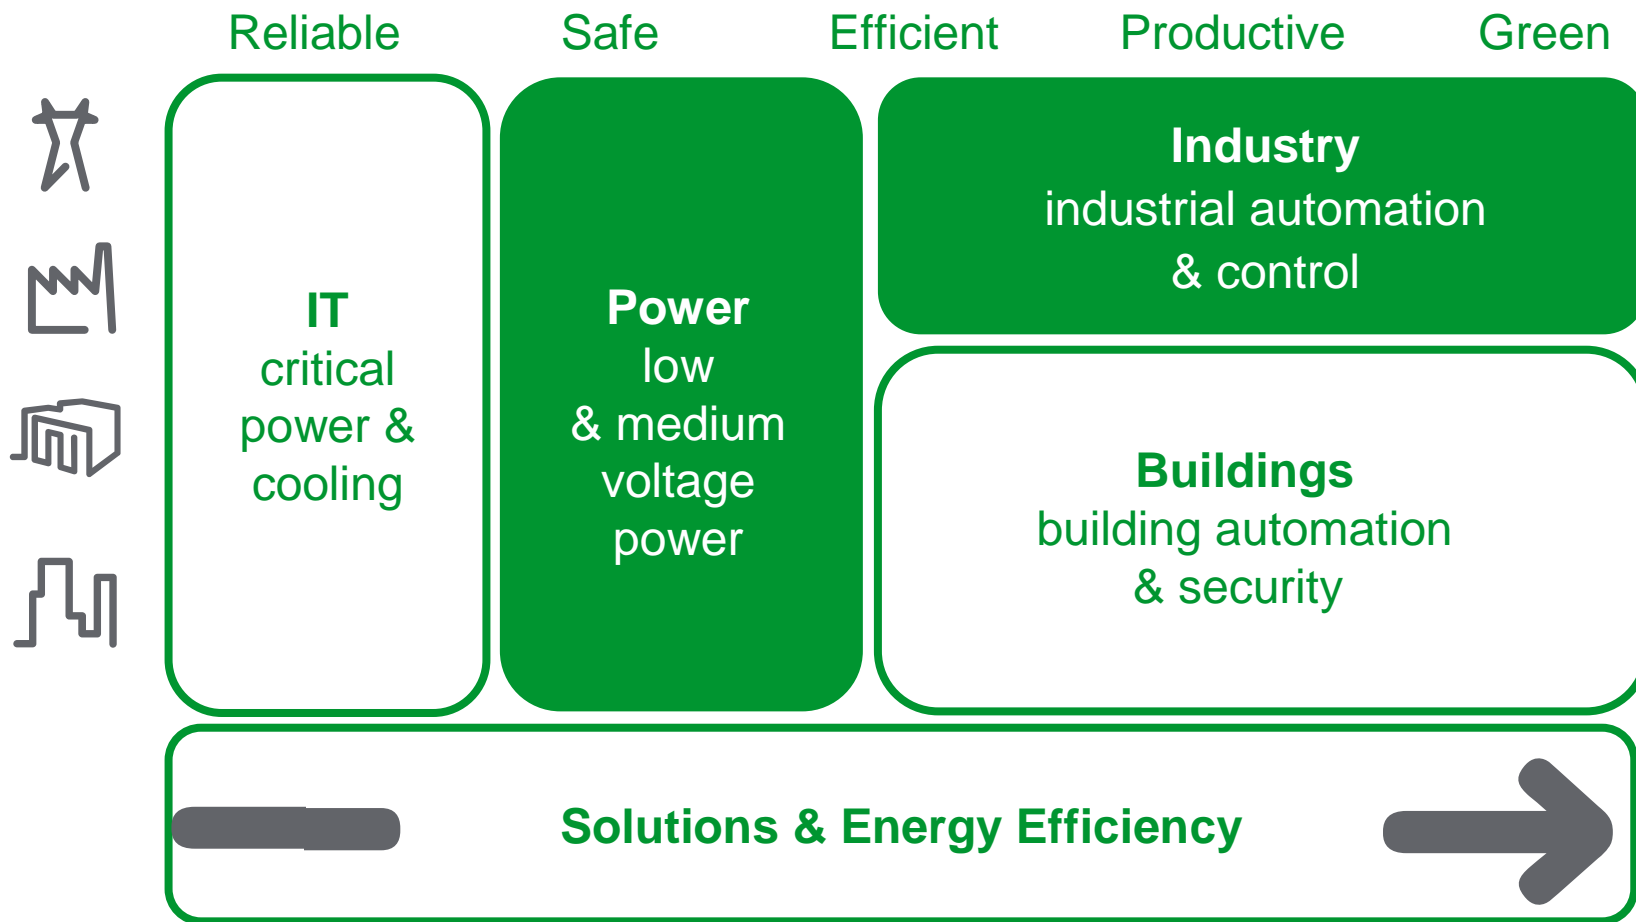 Reliable Safe Efficient Productive Green
IT
critical
power &
cooling
Power
low
& medium
voltage
power
Industry
industrial automation
& control
Buildings
building automation
& security
Solutions & Energy Efficiency